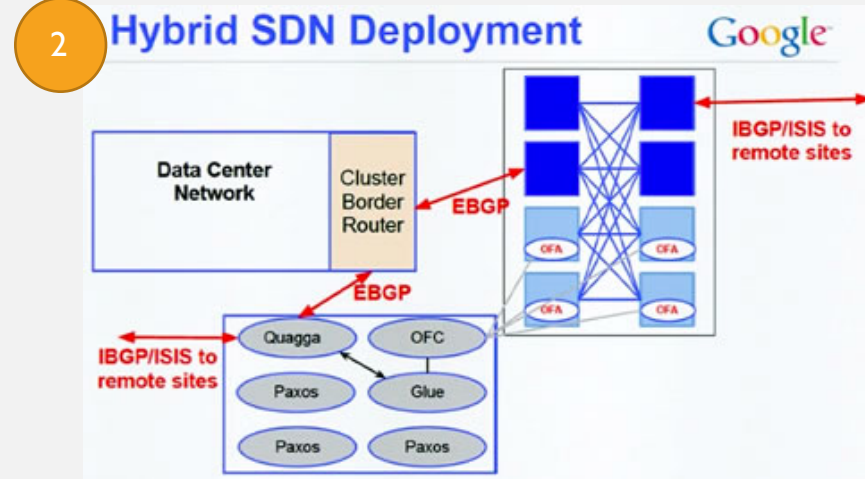 2
Hybrid SDN Deployment
Google
Data Center
Network
Cluster
Border
Router
EBGP
IBGP/ISIS to
remote sites
OFA
OFA
OFA
OFA
EBGP
IBGP/ISIS to
remote sites
Quagga
OFC
Paxos
Glue
Paxos
Paxos